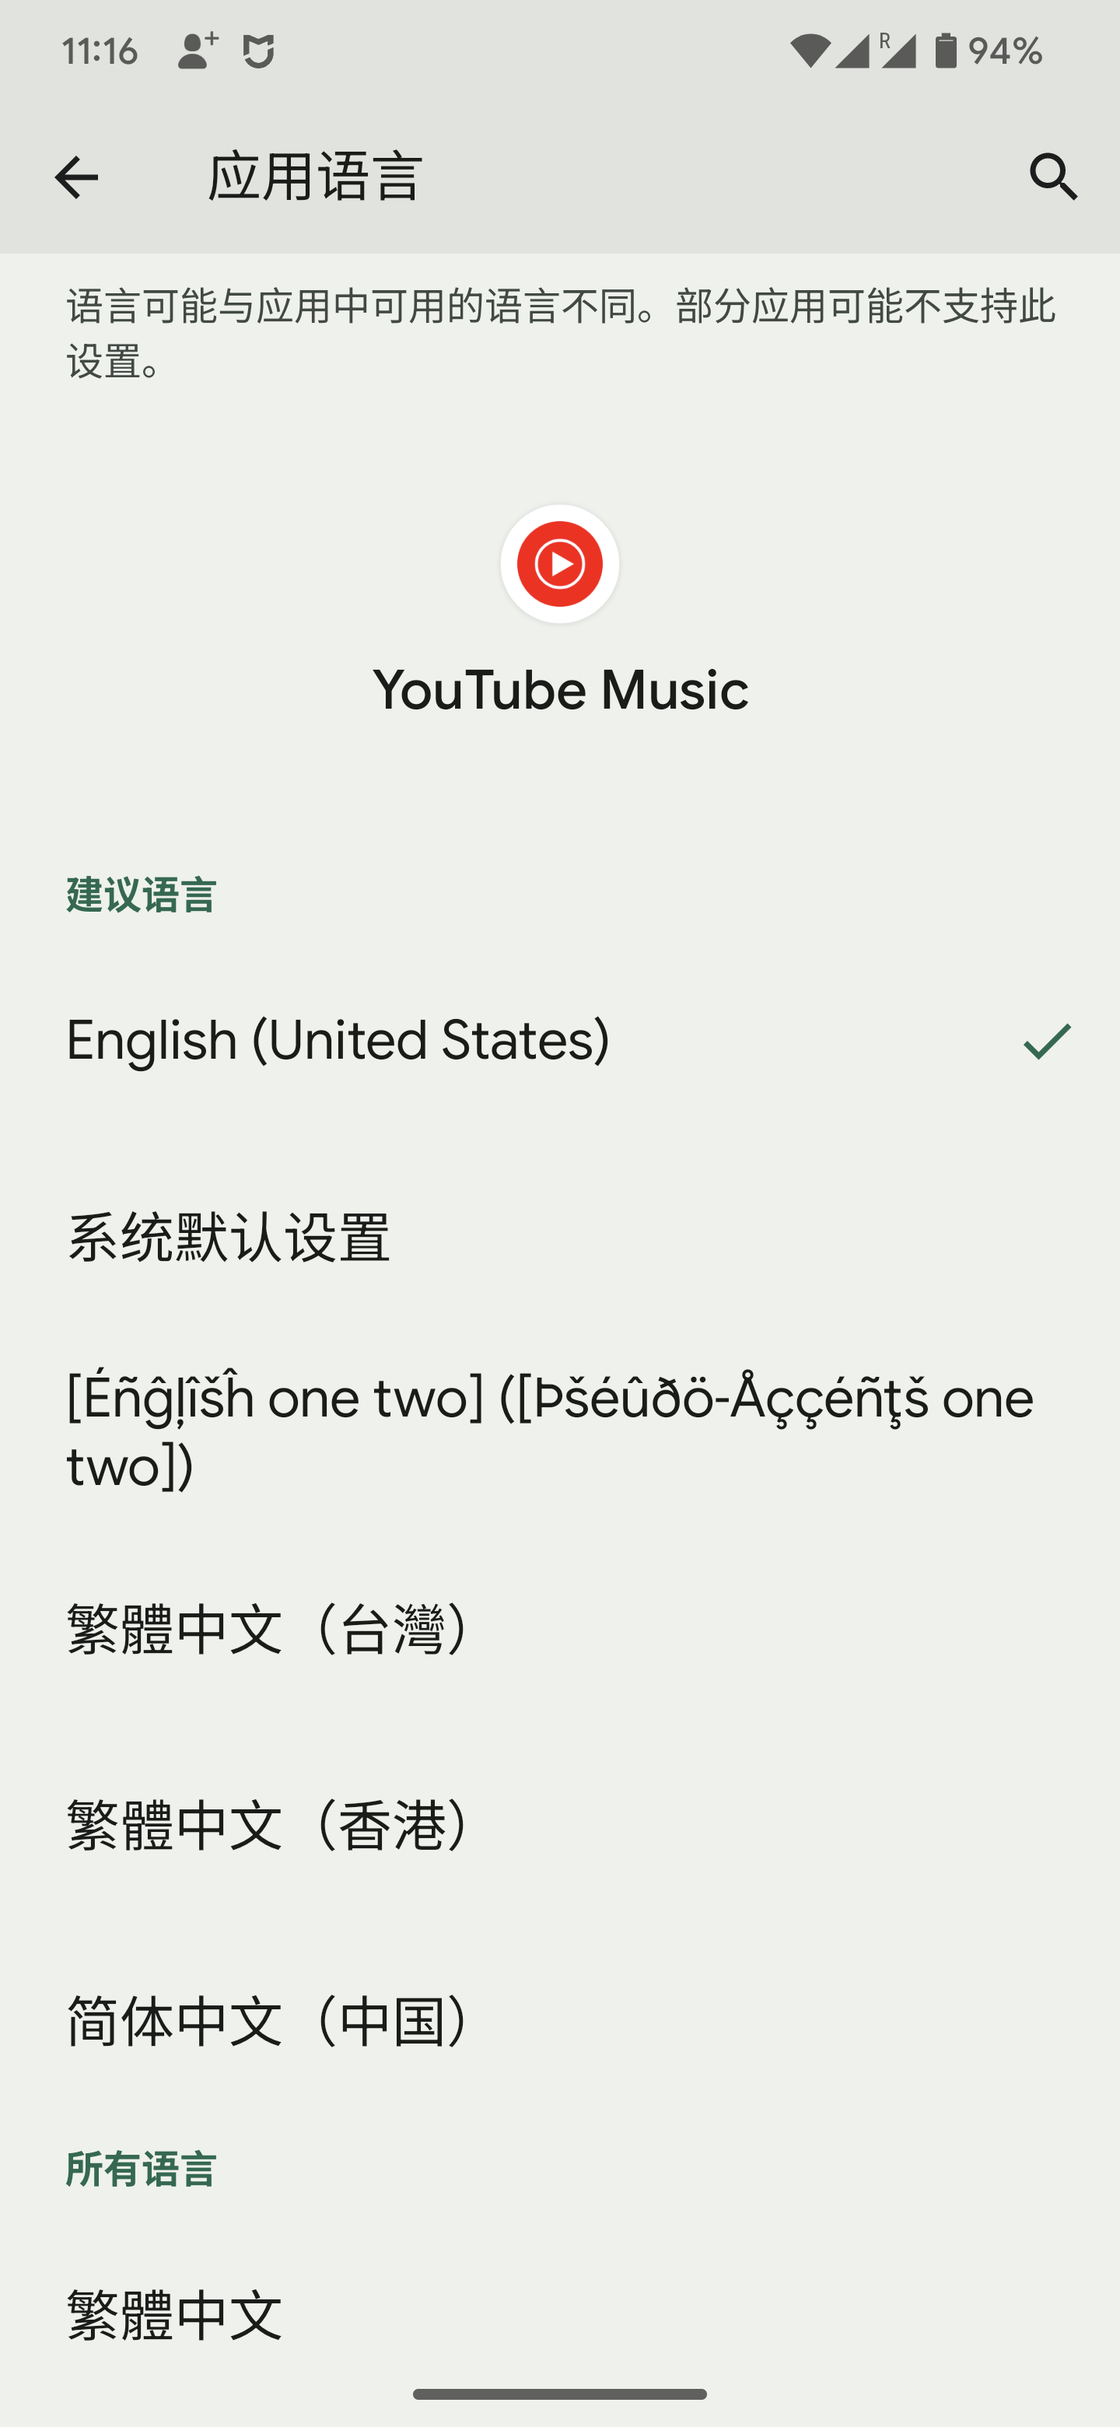 11:16
R
94%
应用语言
语言可能与应用中可用的语言不同。部分应用可能不支持此
设置。
YouTube Music
建议语言
English (United States)
系统默认设置
[Éñĝļîšĥ one two] ([Þšéûðö-Åççéñţš one
two])
繁體中文（台灣）
繁體中文（香港）
简体中文（中国）
所有语言
繁體中文